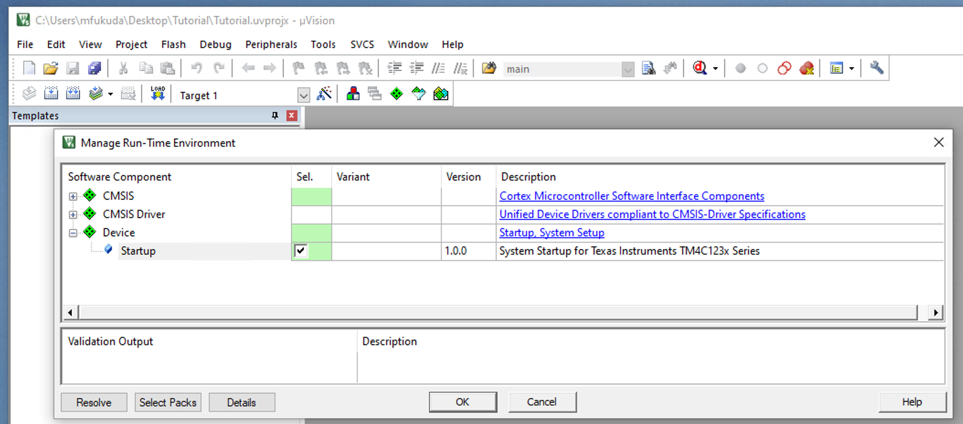 C:\Users\mfukuda\Desktop\Tutorial\Tutorial.uvprojx - µVision
File Edit View Project Flash Debug Peripherals Tools SVCS Window Help
main
LOAD Target 1
Templates
Manage Run-Time Environment
Software Component Sel. Variant Version Description
CMSIS Cortex Microcontroller Software Interface Components
CMSIS Driver Unified Device Drivers compliant to CMSIS-Driver Specifications
Device Startup, System Setup
Startup 1.0.0 System Startup for Texas Instruments TM4C123x Series
Validation Output Description
Resolve Select Packs Details OK Cancel Help